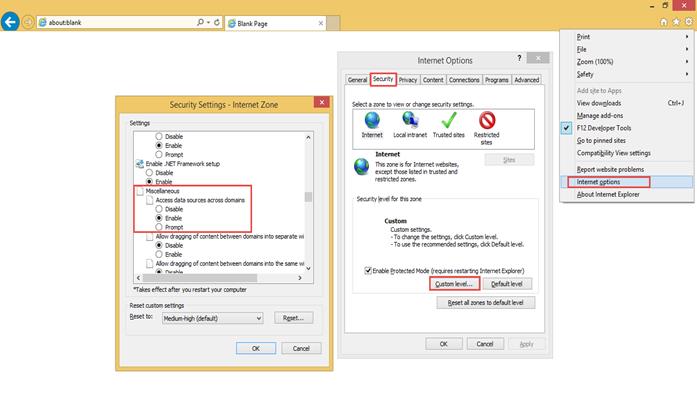 about:blank
Blank Page
Print
File
Zoom (100%)
Safety
Add site to Apps
View downloads Ctrl+J
Manage add-ons
F12 Developer Tools
Go to pinned sites
Compatibility View settings
Report website problems
Internet options
About Internet Explorer
Internet Options
General Security Privacy Content Connections Programs Advanced
Select a zone to view or change security settings.
Internet Local intranet Trusted sites Restricted sites
Internet
This zone is for Internet websites,
except those listed in trusted and
restricted zones.
Sites
Security level for this zone
Custom
Custom settings.
- To change the settings, click Custom level.
- To use the recommended settings, click Default level.
Enable Protected Mode (requires restarting Internet Explorer)
Custom level... Default level
Reset all zones to default level
OK Cancel Apply
Security Settings - Internet Zone
Settings
Disable
Enable
Prompt
Enable .NET Framework setup
Disable
Enable
Miscellaneous
Access data sources across domains
Disable
Enable
Prompt
Allow dragging of content between domains into separate wi
Disable
Enable
Allow dragging of content between domains into the same wi
Disable
*Takes effect after you restart your computer
Reset custom settings
Reset to: Medium-high (default) Reset...
OK Cancel